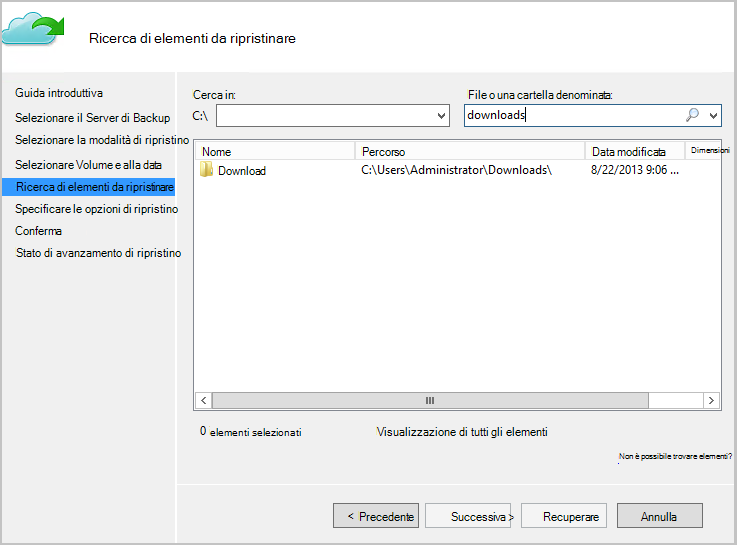 Ricerca di elementi da ripristinare
Guida introduttiva
Selezionare il Server di Backup
Selezionare la modalità di ripristino
Selezionare Volume e alla data
Ricerca di elementi da ripristinare
Specificare le opzioni di ripristino
Conferma
Stato di avanzamento di ripristino
Cerca in: File o una cartella denominata:
C:\ downloads
Nome Percorso Data modificata Dimensioni
Download C:\Users\Administrator\Downloads\ 8/22/2013 9:06 ...
0 elementi selezionati Visualizzazione di tutti gli elementi
Non è possibile trovare elementi?
< Precedente Successiva > Recuperare Annulla